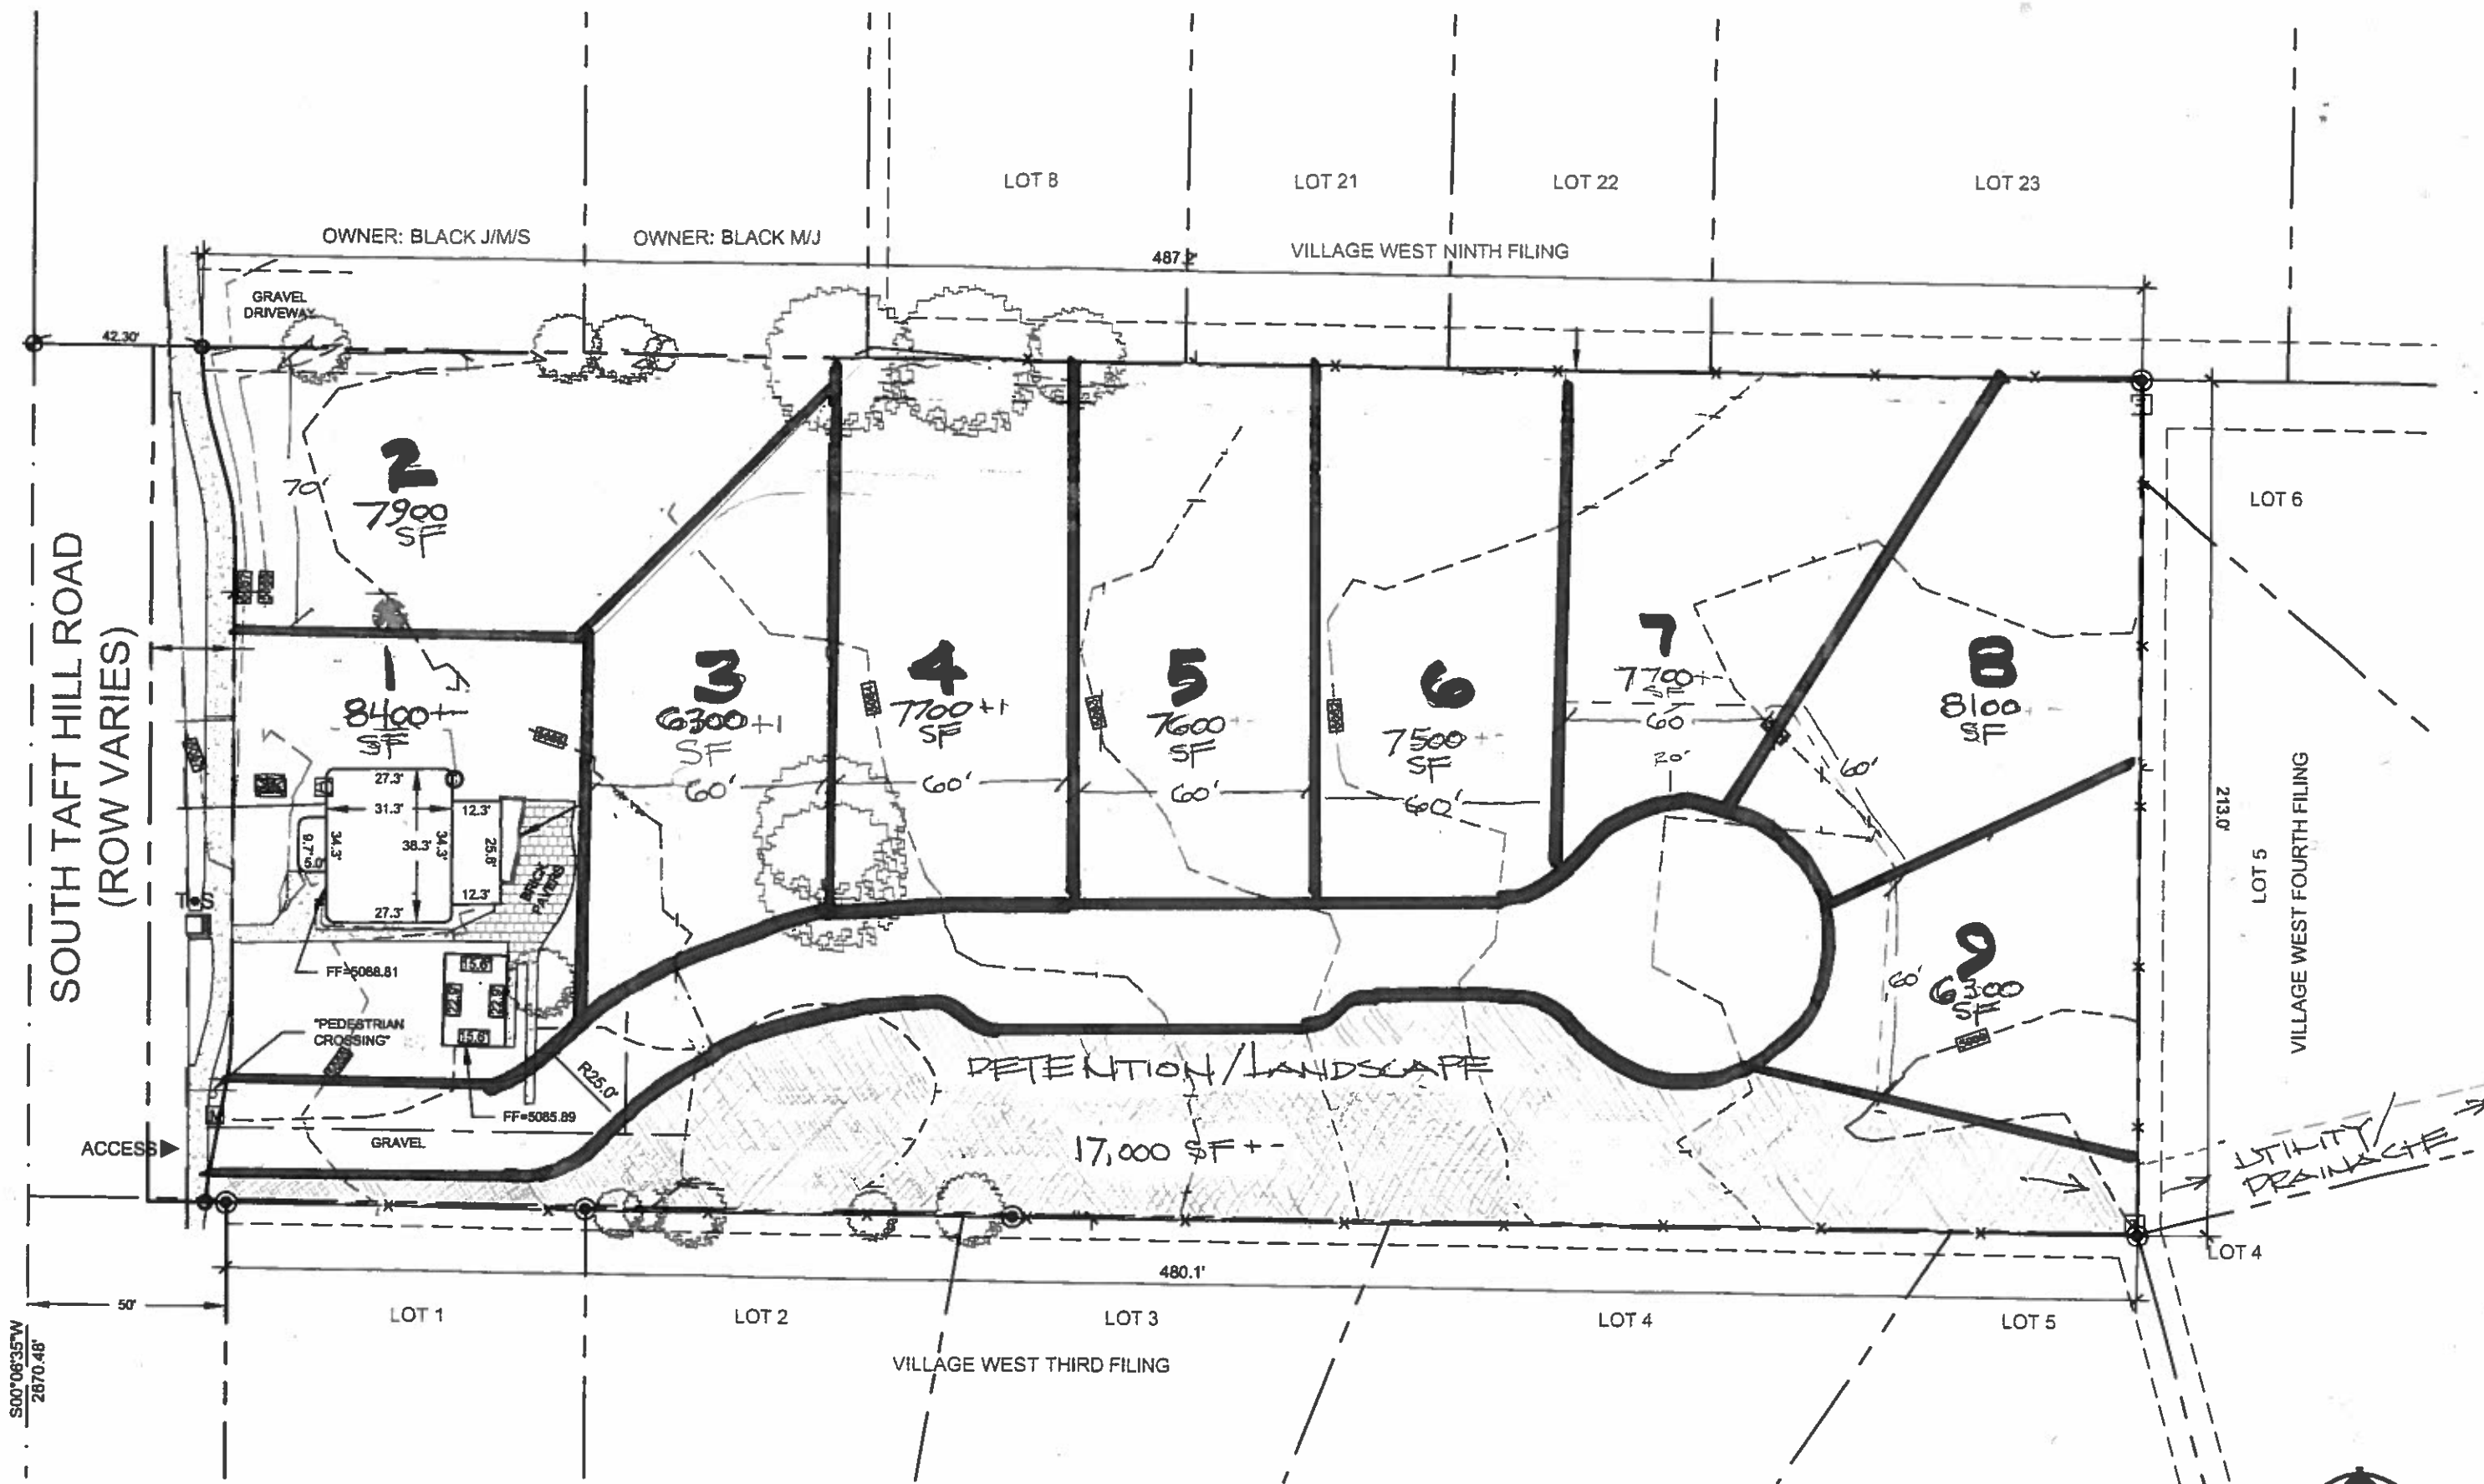 LOT 8
LOT 21
LOT 22
LOT 23
OWNER: BLACK J/M/S
OWNER: BLACK M/J
VILLAGE WEST NINTH FILING
487.2'
GRAVEL
DRIVEWAY
42.30'
SOUTH TAFT HILL ROAD
(ROW VARIES)
70'
2
7900
SF
1
8400+-
SF
3
6300+-
SF
60'
4
7700+-
SF
60'
5
7600+-
SF
60'
6
7500+-
SF
60'
7
7700+-
SF
60
20'
8
8100
SF
60'
9
6300
SF
60'
LOT 6
LOT 5
213.0'
VILLAGE WEST FOURTH FILING
27.3'
31.3'
34.3'
38.3'
34.3'
27.3'
12.3'
25.8'
12.3'
9.7'
BRICK
PAVERS
FF=5088.81
"PEDESTRIAN
CROSSING"
15.6'
22.9'
22.9'
15.6'
R25.0'
FF=5085.89
GRAVEL
ACCESS
DETENTION/LANDSCAPE
17,000 SF+-
UTILITY/
DRAINAGE
LOT 4
480.1'
50'
LOT 1
LOT 2
LOT 3
LOT 4
LOT 5
VILLAGE WEST THIRD FILING
S00°06'35"W
2670.48'